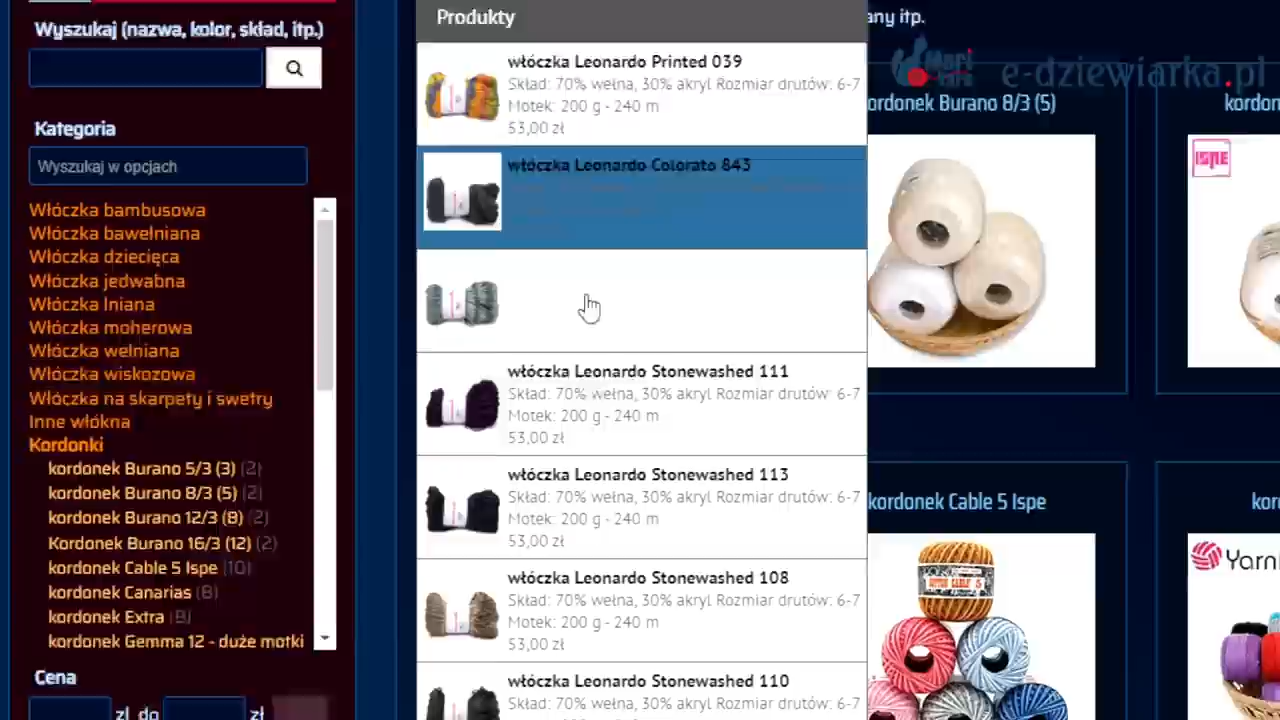 Wyszukaj (nazwa, kolor, skład, itp.)
Kategoria
Wyszukaj w opcjach
Włóczka bambusowa
Włóczka bawełniana
Włóczka dziecięca
Włóczka jedwabna
Włóczka lniana
Włóczka moherowa
Włóczka wełniana
Włóczka wiskozowa
Włóczka na skarpety i swetry
Inne włókna
Kordonki
kordonek Burano 5/3 (3) (2)
kordonek Burano 8/3 (5) (2)
kordonek Burano 12/3 (8) (2)
Kordonek Burano 16/3 (12) (2)
kordonek Cable 5 Ispe (10)
kordonek Canarias (8)
kordonek Extra (8)
kordonek Gemma 12 - duże motki
Cena
zł do zł
Produkty
włóczka Leonardo Printed 039
Skład: 70% wełna, 30% akryl Rozmiar drutów: 6-7
Motek: 200 g - 240 m
53,00 zł
włóczka Leonardo Colorato 843
włóczka Leonardo Stonewashed 111
Skład: 70% wełna, 30% akryl Rozmiar drutów: 6-7
Motek: 200 g - 240 m
53,00 zł
włóczka Leonardo Stonewashed 113
Skład: 70% wełna, 30% akryl Rozmiar drutów: 6-7
Motek: 200 g - 240 m
53,00 zł
włóczka Leonardo Stonewashed 108
Skład: 70% wełna, 30% akryl Rozmiar drutów: 6-7
Motek: 200 g - 240 m
53,00 zł
włóczka Leonardo Stonewashed 110
Skład: 70% wełna, 30% akryl Rozmiar drutów: 6-7
any itp.
e-dziewiarka.pl
ordonek Burano 8/3 (5)
kordon
ISPE
kordonek Cable 5 Ispe
kor
COTTON CABLE 5
Yarn